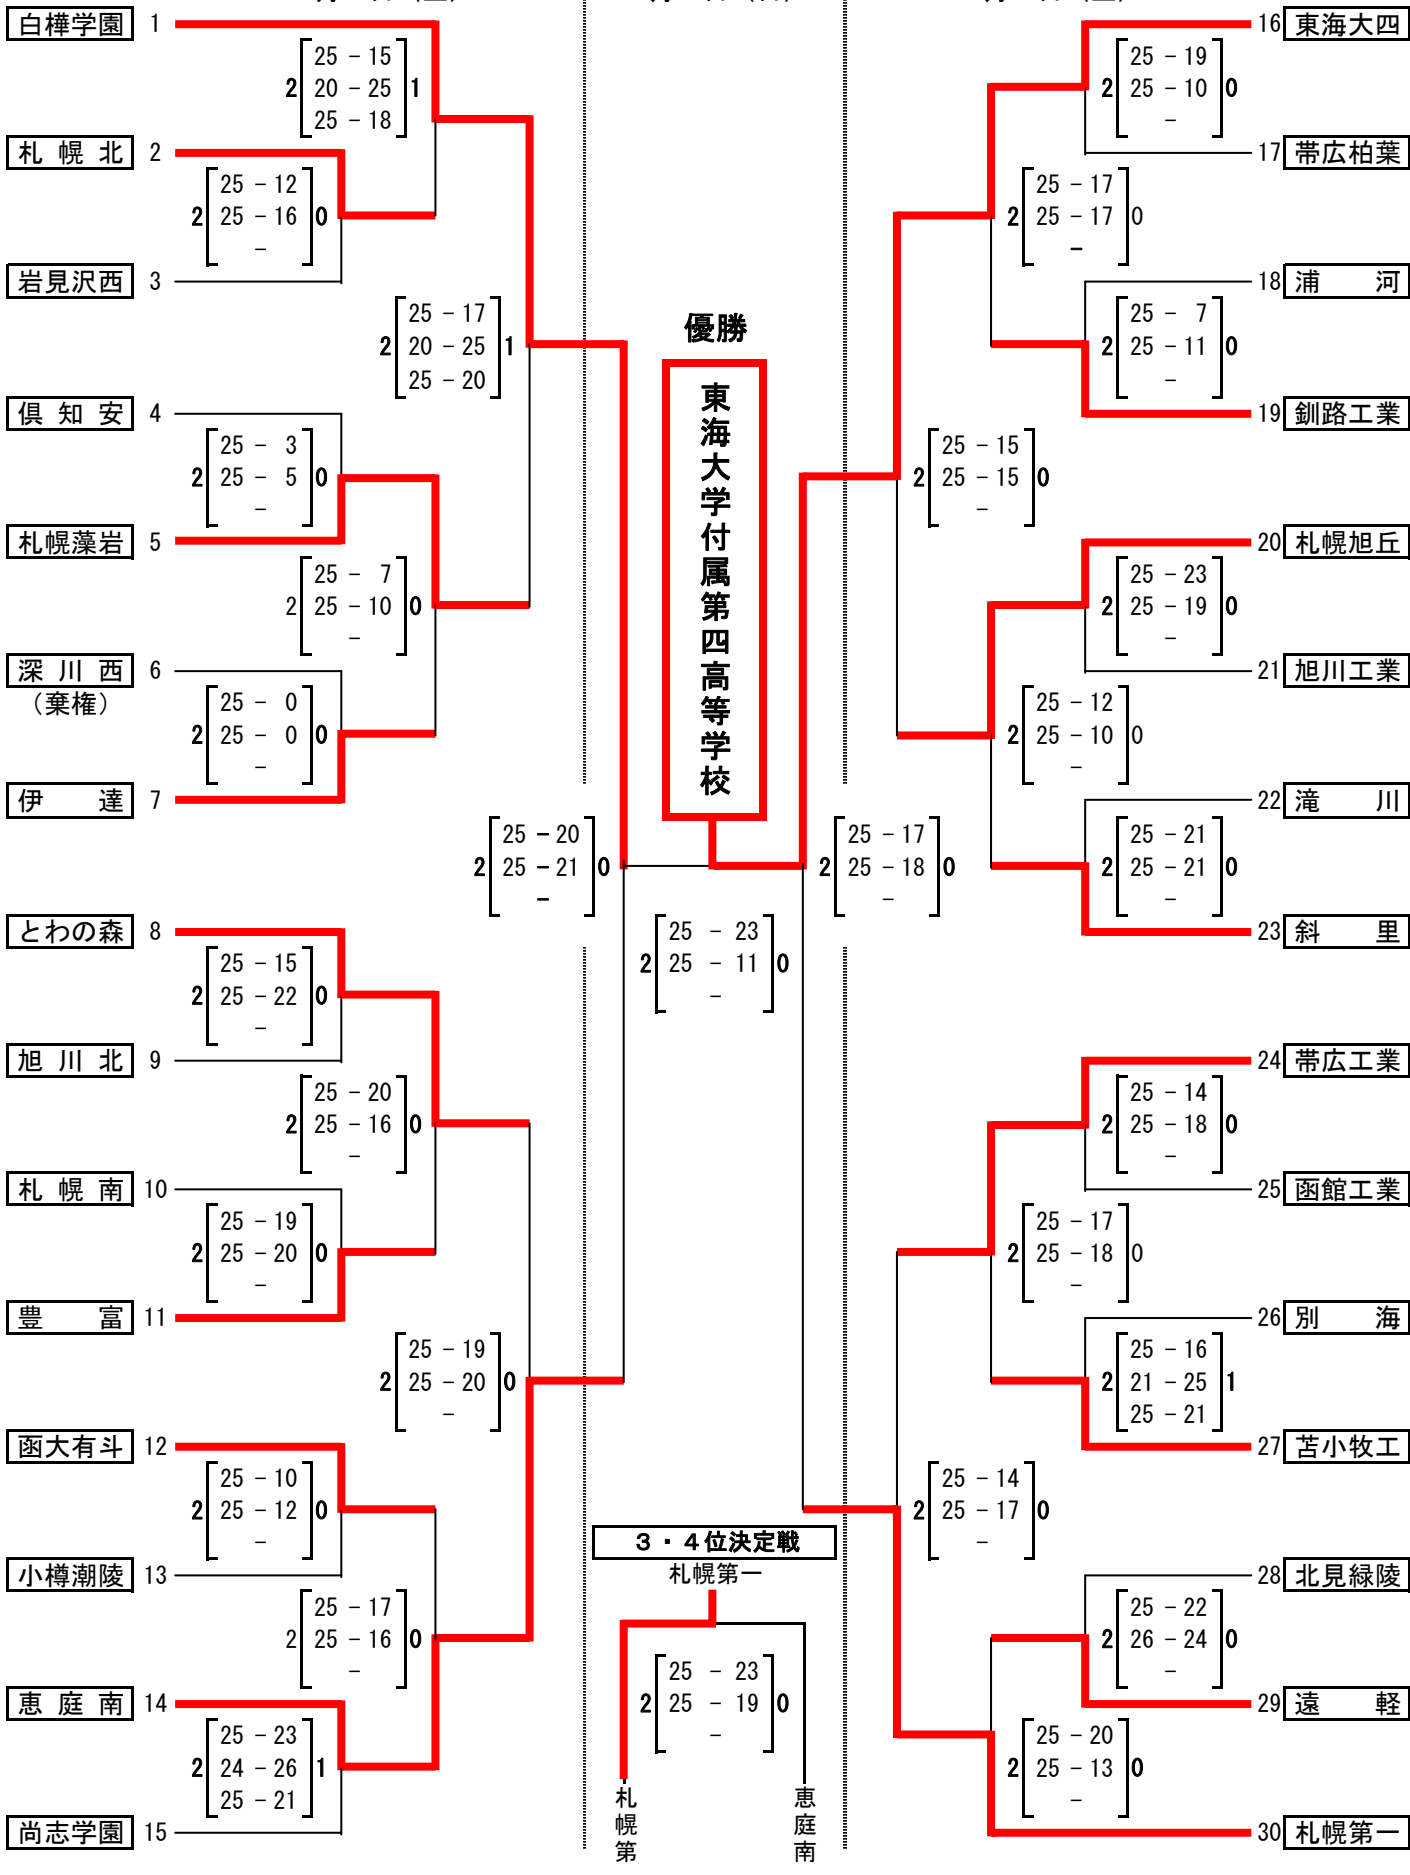 白樺学園 1
25 - 15
2 20 - 25 1
25 - 18
札幌北 2
25 - 12
2 25 - 16 0
-
岩見沢西 3
25 - 17
2 20 - 25 1
25 - 20
倶知安 4
25 - 3
2 25 - 5 0
-
札幌藻岩 5
25 - 7
2 25 - 10 0
-
深川西 6
（棄権）
25 - 0
2 25 - 0 0
-
伊達 7
25 - 20
2 25 - 21 0
-
とわの森 8
25 - 15
2 25 - 22 0
-
旭川北 9
25 - 20
2 25 - 16 0
-
札幌南 10
25 - 19
2 25 - 20 0
-
豊富 11
25 - 19
2 25 - 20 0
-
函大有斗 12
25 - 10
2 25 - 12 0
-
小樽潮陵 13
25 - 17
2 25 - 16 0
-
恵庭南 14
25 - 23
2 24 - 26 1
25 - 21
尚志学園 15
優勝
東海大学付属第四高等学校
25 - 23
2 25 - 11 0
-
３・４位決定戦
札幌第一
25 - 23
2 25 - 19 0
-
札幌第
恵庭南
16 東海大四
25 - 19
2 25 - 10 0
-
17 帯広柏葉
25 - 17
2 25 - 17 0
-
18 浦河
25 - 7
2 25 - 11 0
-
19 釧路工業
25 - 15
2 25 - 15 0
-
20 札幌旭丘
25 - 23
2 25 - 19 0
-
21 旭川工業
25 - 12
2 25 - 10 0
-
22 滝川
25 - 21
2 25 - 21 0
-
23 斜里
25 - 17
2 25 - 18 0
-
24 帯広工業
25 - 14
2 25 - 18 0
-
25 函館工業
25 - 17
2 25 - 18 0
-
26 別海
25 - 16
2 21 - 25 1
25 - 21
27 苫小牧工
25 - 14
2 25 - 17 0
-
28 北見緑陵
25 - 22
2 26 - 24 0
-
29 遠軽
25 - 20
2 25 - 13 0
-
30 札幌第一